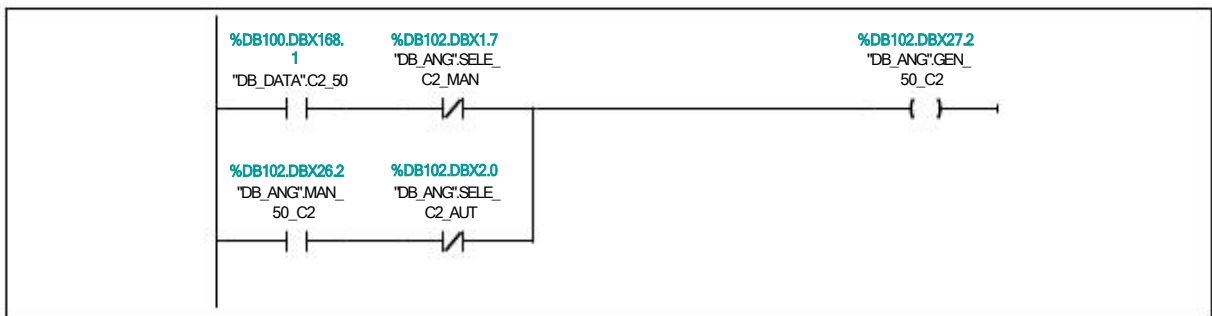 %DB100.DBX168.
1
"DB_DATA".C2_50
%DB102.DBX1.7
"DB_ANG".SELE_
C2_MAN
%DB102.DBX27.2
"DB_ANG".GEN_
50_C2
%DB102.DBX26.2
"DB_ANG".MAN_
50_C2
%DB102.DBX2.0
"DB_ANG".SELE_
C2_AUT